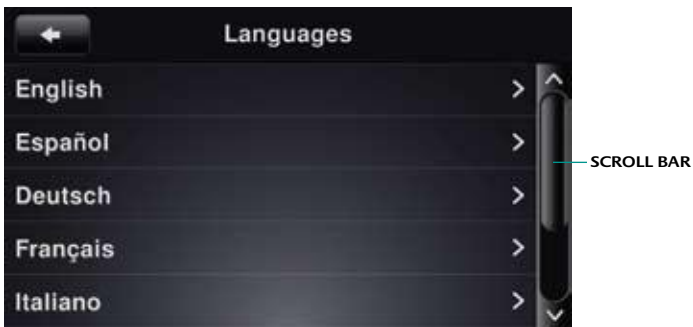 Languages
English
Español
SCROLL BAR
Deutsch
Français
Italiano